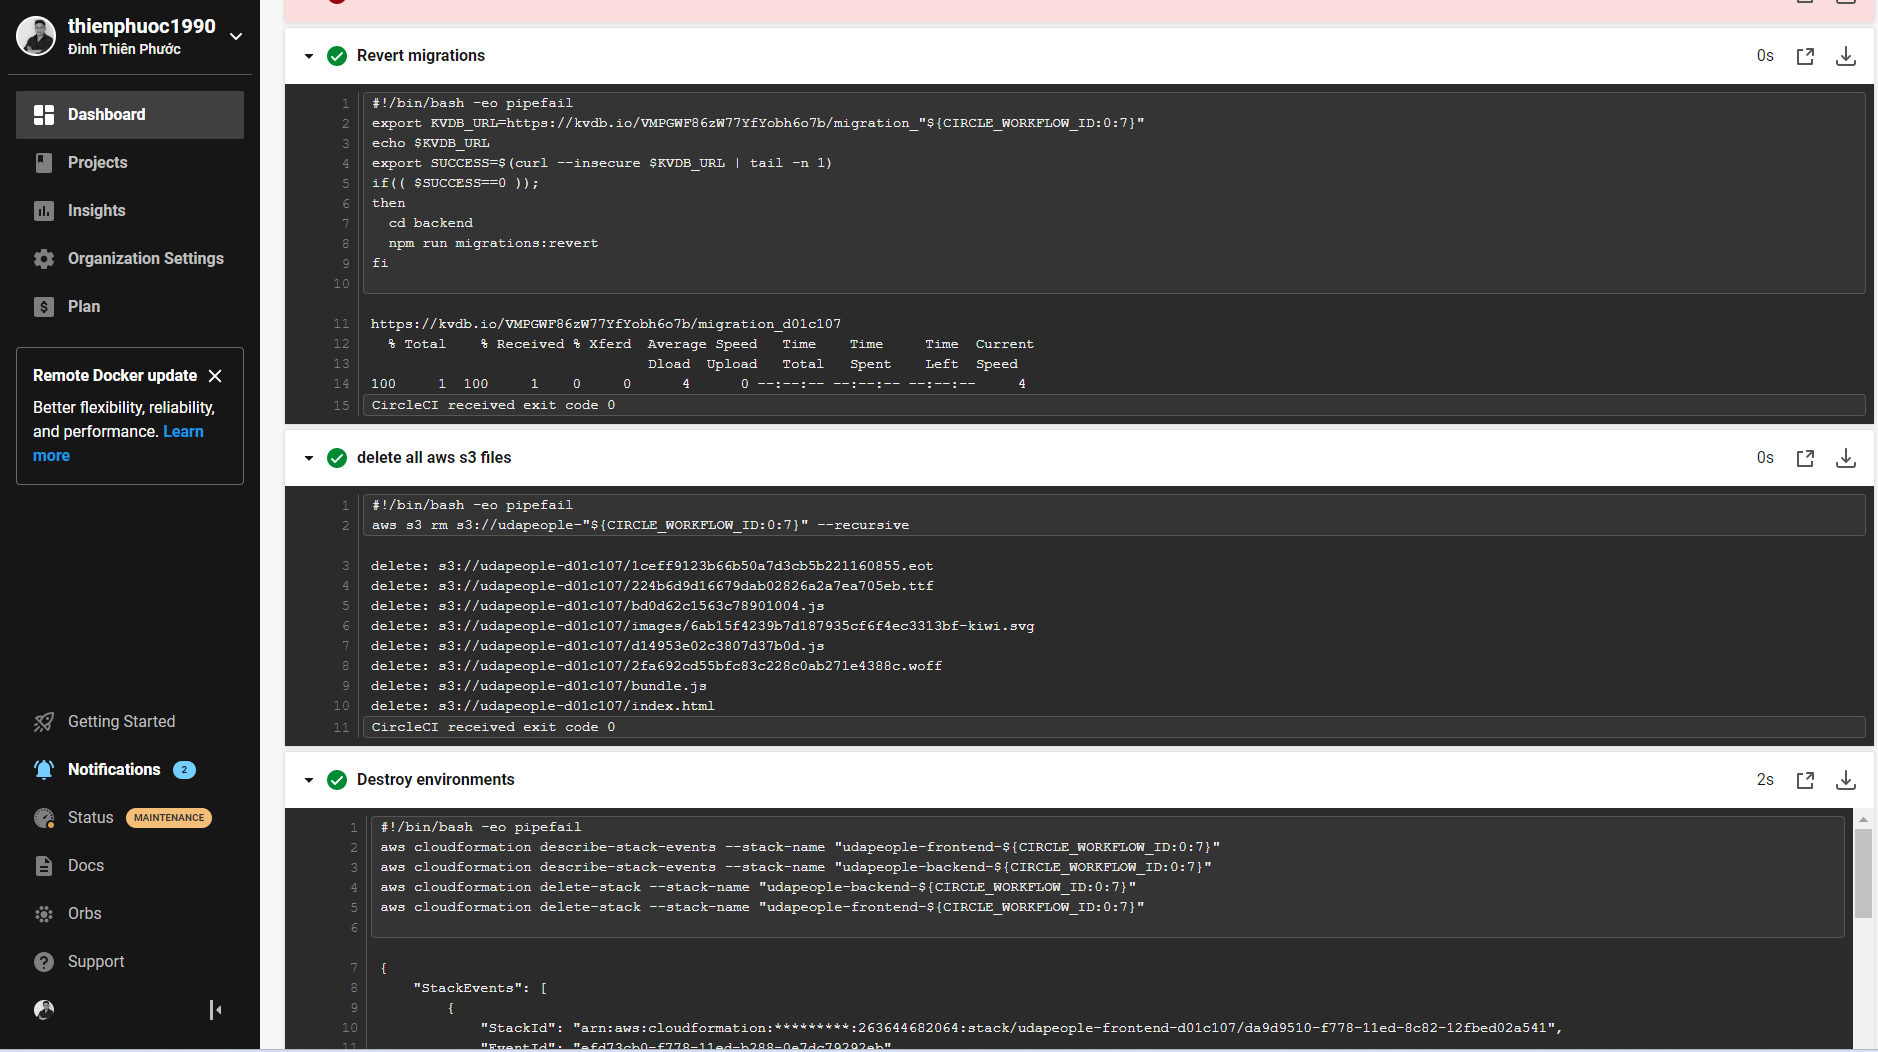 thienphuoc1990
Đinh Thiên Phước
Dashboard
Projects
Insights
Organization Settings
Plan
Remote Docker update
Better flexibility, reliability,
and performance. Learn
more
Getting Started
Notifications 2
Status MAINTENANCE
Docs
Orbs
Support
Revert migrations 0s
1 #!/bin/bash -eo pipefail
2 export KVDB_URL=https://kvdb.io/VMPGWF86zW77YfYobh6o7b/migration_"${CIRCLE_WORKFLOW_ID:0:7}"
3 echo $KVDB_URL
4 export SUCCESS=$(curl --insecure $KVDB_URL | tail -n 1)
5 if(( $SUCCESS==0 ));
6 then
7 cd backend
8 npm run migrations:revert
9 fi
10
11 https://kvdb.io/VMPGWF86zW77YfYobh6o7b/migration_d01c107
12 % Total % Received % Xferd Average Speed Time Time Time Current
13 Dload Upload Total Spent Left Speed
14 100 1 100 1 0 0 4 0 --:--:-- --:--:-- --:--:-- 4
15 CircleCI received exit code 0
delete all aws s3 files 0s
1 #!/bin/bash -eo pipefail
2 aws s3 rm s3://udapeople-"${CIRCLE_WORKFLOW_ID:0:7}" --recursive
3 delete: s3://udapeople-d01c107/1ceff9123b66b50a7d3cb5b221160855.eot
4 delete: s3://udapeople-d01c107/224b6d9d16679dab02826a2a7ea705eb.ttf
5 delete: s3://udapeople-d01c107/bd0d62c1563c78901004.js
6 delete: s3://udapeople-d01c107/images/6ab15f4239b7d187935cf6f4ec3313bf-kiwi.svg
7 delete: s3://udapeople-d01c107/d14953e02c3807d37b0d.js
8 delete: s3://udapeople-d01c107/2fa692cd55bfc83c228c0ab271e4388c.woff
9 delete: s3://udapeople-d01c107/bundle.js
10 delete: s3://udapeople-d01c107/index.html
11 CircleCI received exit code 0
Destroy environments 2s
1 #!/bin/bash -eo pipefail
2 aws cloudformation describe-stack-events --stack-name "udapeople-frontend-${CIRCLE_WORKFLOW_ID:0:7}"
3 aws cloudformation describe-stack-events --stack-name "udapeople-backend-${CIRCLE_WORKFLOW_ID:0:7}"
4 aws cloudformation delete-stack --stack-name "udapeople-backend-${CIRCLE_WORKFLOW_ID:0:7}"
5 aws cloudformation delete-stack --stack-name "udapeople-frontend-${CIRCLE_WORKFLOW_ID:0:7}"
6
7 {
8 "StackEvents": [
9 {
10 "StackId": "arn:aws:cloudformation:*********:263644682064:stack/udapeople-frontend-d01c107/da9d9510-f778-11ed-8c82-12fbed02a541",
11 "EventId": "efd73cb0-f778-11ed-b288-0e7dc79292eb",